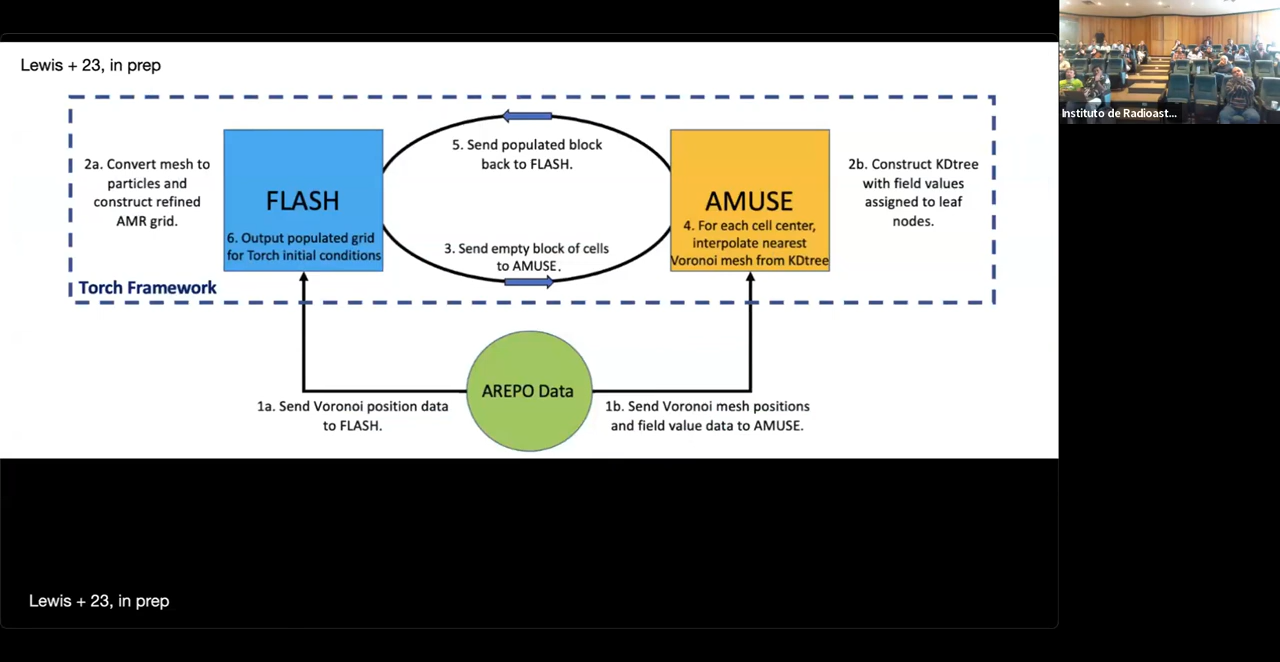 Lewis + 23, in prep
2a. Convert mesh to
particles and
construct refined
AMR grid.
FLASH
6. Output populated grid
for Torch initial conditions
5. Send populated block
back to FLASH.
3. Send empty block of cells
to AMUSE.
AMUSE
4. For each cell center,
interpolate nearest
Voronoi mesh from KDtree
2b. Construct KDtree
with field values
assigned to leaf
nodes.
Torch Framework
AREPO Data
1a. Send Voronoi position data
to FLASH.
1b. Send Voronoi mesh positions
and field value data to AMUSE.
Lewis + 23, in prep
Instituto de Radioast...